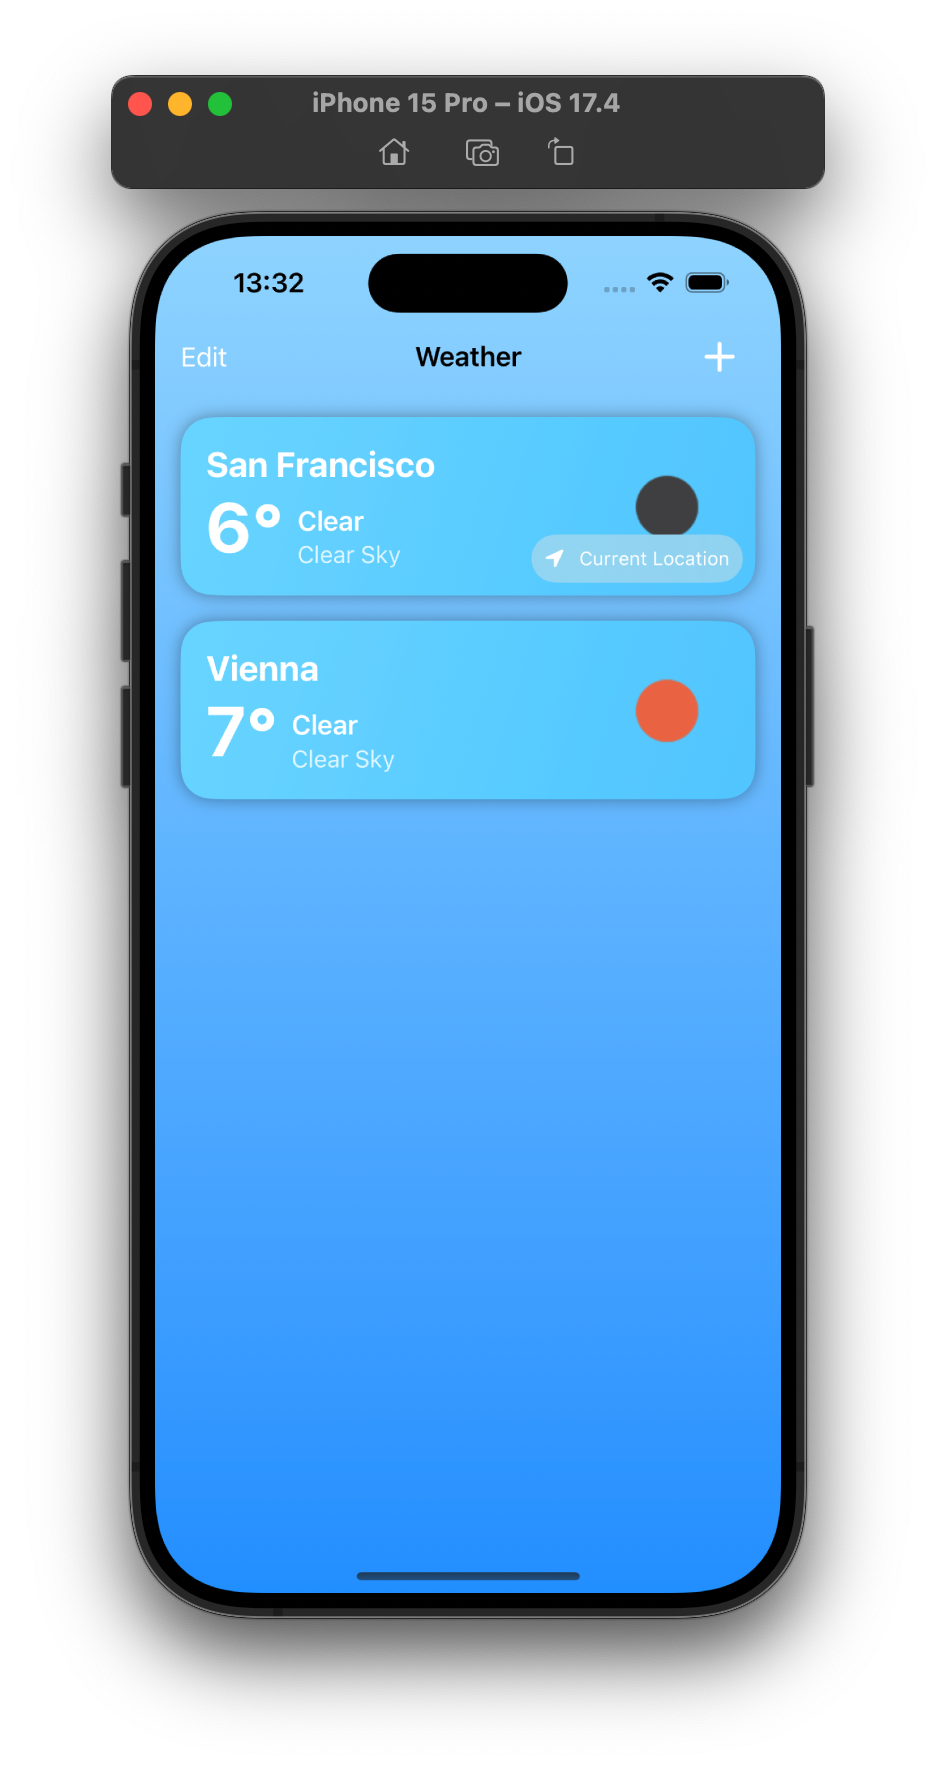 iPhone 15 Pro – iOS 17.4
13:32
Edit Weather
San Francisco
6° Clear
Clear Sky
Current Location
Vienna
7° Clear
Clear Sky